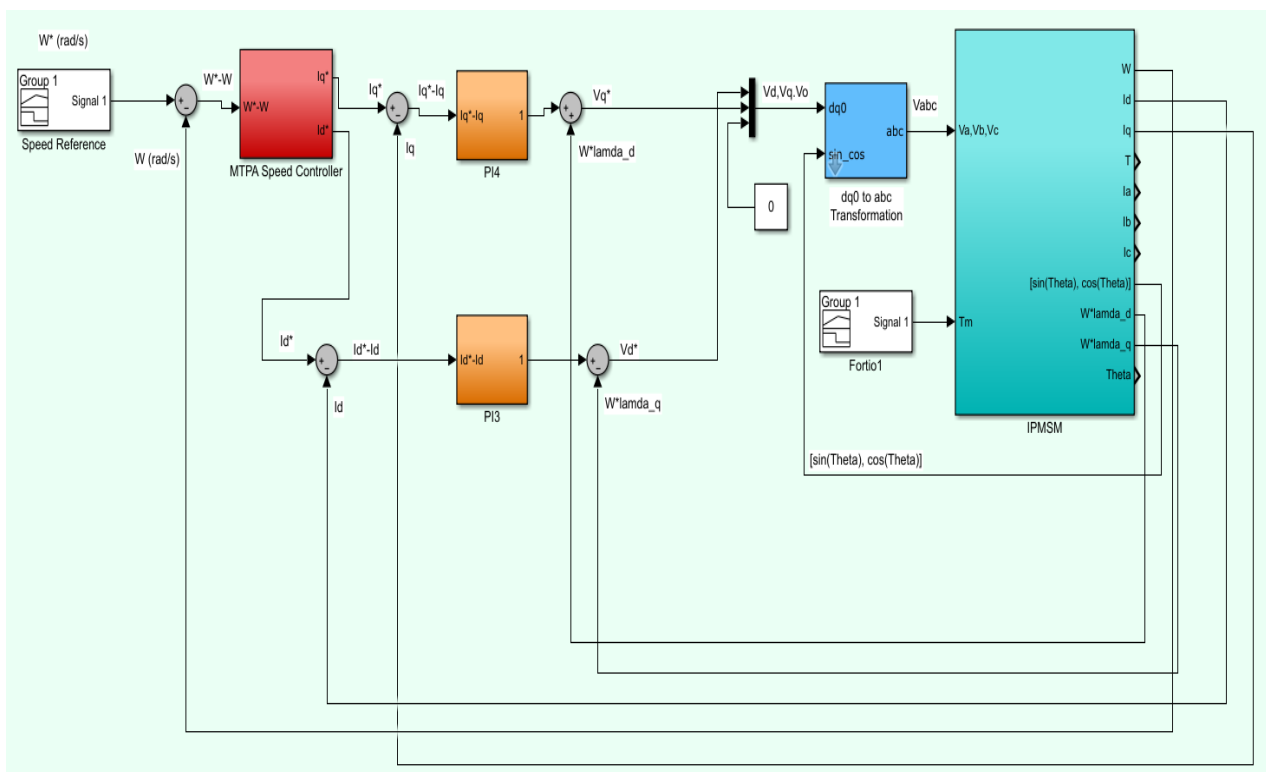 W* (rad/s)
Group 1
Signal 1
Speed Reference
W (rad/s)
+
−
W*-W
W*-W
Iq*
Id*
MTPA Speed Controller
Iq*
+
−
Iq*-Iq
Iq
Iq*-Iq
1
PI4
+
+
Vq*
W*lamda_d
Vd,Vq.Vo
0
dq0
abc
sin_cos
dq0 to abc
Transformation
Vabc
Va,Vb,Vc
Tm
W
Id
Iq
T
Ia
Ib
Ic
[sin(Theta), cos(Theta)]
W*lamda_d
W*lamda_q
Theta
IPMSM
Group 1
Signal 1
Fortio1
Id*
+
−
Id*-Id
Id
Id*-Id
1
PI3
+
−
Vd*
W*lamda_q
[sin(Theta), cos(Theta)]